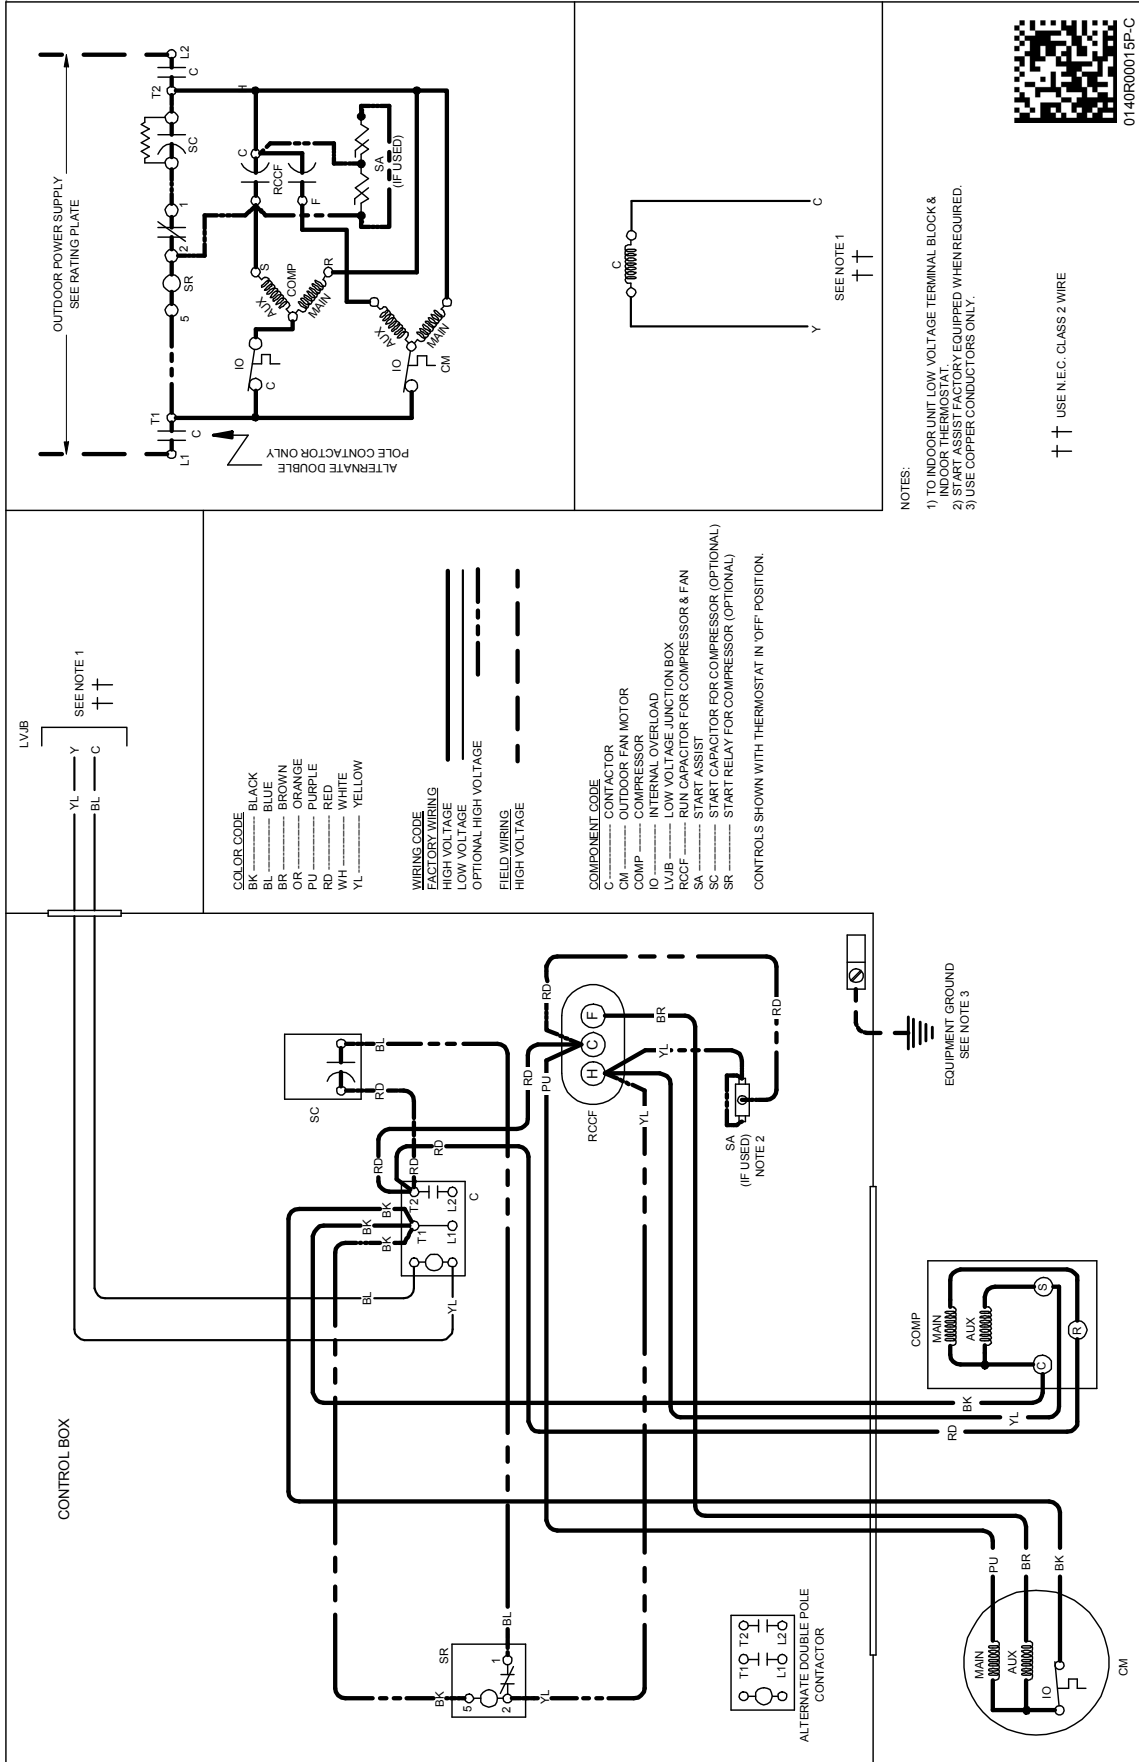 CONTROL BOX
LVJB
YL
Y
BL
C
SEE NOTE 1
††
SC
RD
BL
BK
BK
BK
RD
RD
RD
T2
T1
L2
L1
C
BL
YL
SR
5
1
2
BK
BL
YL
RD
RD
PU
H
C
F
RCCF
BR
YL
YL
RD
SA
(IF USED)
NOTE 2
ALTERNATE DOUBLE POLE
CONTACTOR
T1
T2
L1
L2
EQUIPMENT GROUND
SEE NOTE 3
COMP
MAIN
AUX
C
S
R
BK
YL
RD
PU
BR
BK
MAIN
AUX
IO
CM
COLOR CODE
BK ---------- BLACK
BL ---------- BLUE
BR ---------- BROWN
OR ---------- ORANGE
PU ---------- PURPLE
RD ---------- RED
WH ---------- WHITE
YL ---------- YELLOW
WIRING CODE
FACTORY WIRING
HIGH VOLTAGE
LOW VOLTAGE
OPTIONAL HIGH VOLTAGE
FIELD WIRING
HIGH VOLTAGE
COMPONENT CODE
C ---------- CONTACTOR
CM ---------- OUTDOOR FAN MOTOR
COMP ---------- COMPRESSOR
IO ---------- INTERNAL OVERLOAD
LVJB ---------- LOW VOLTAGE JUNCTION BOX
RCCF ---------- RUN CAPACITOR FOR COMPRESSOR & FAN
SA ---------- START ASSIST
SC ---------- START CAPACITOR FOR COMPRESSOR (OPTIONAL)
SR ---------- START RELAY FOR COMPRESSOR (OPTIONAL)
CONTROLS SHOWN WITH THERMOSTAT IN "OFF" POSITION.
OUTDOOR POWER SUPPLY
SEE RATING PLATE
L1
C
T1
5
SR
2
1
SC
T2
C
L2
ALTERNATE DOUBLE
POLE CONTACTOR ONLY
IO
C
AUX
S
COMP
MAIN
R
RCCF
C
H
F
SA
(IF USED)
IO
CM
AUX
MAIN
C
Y
C
SEE NOTE 1
††
NOTES:
1) TO INDOOR UNIT LOW VOLTAGE TERMINAL BLOCK &
INDOOR THERMOSTAT.
2) START ASSIST FACTORY EQUIPPED WHEN REQUIRED.
3) USE COPPER CONDUCTORS ONLY.
†† USE N.E.C. CLASS 2 WIRE
0140R00015P-C